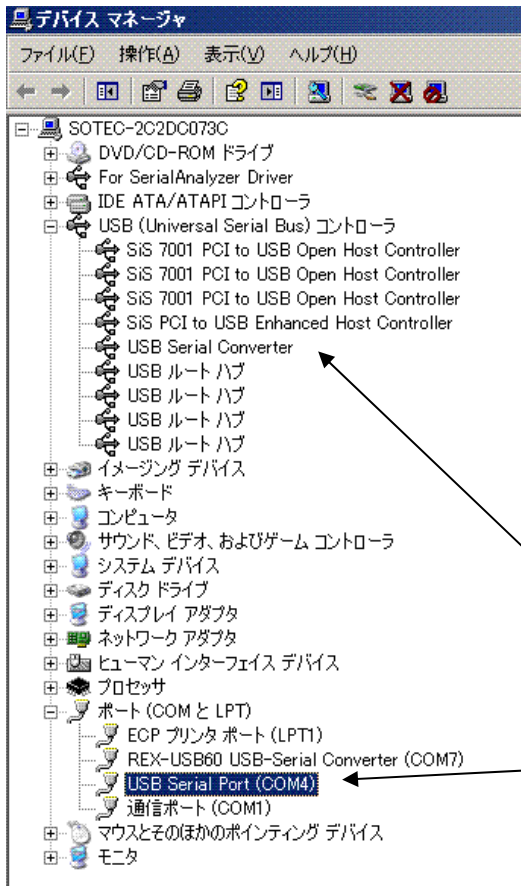 デバイス マネージャ
ファイル(F) 操作(A) 表示(V) ヘルプ(H)
SOTEC-2C2DC073C
DVD/CD-ROM ドライブ
For SerialAnalyzer Driver
IDE ATA/ATAPI コントローラ
USB (Universal Serial Bus) コントローラ
SiS 7001 PCI to USB Open Host Controller
SiS 7001 PCI to USB Open Host Controller
SiS 7001 PCI to USB Open Host Controller
SiS PCI to USB Enhanced Host Controller
USB Serial Converter
USB ルート ハブ
USB ルート ハブ
USB ルート ハブ
USB ルート ハブ
イメージング デバイス
キーボード
コンピュータ
サウンド、ビデオ、およびゲーム コントローラ
システム デバイス
ディスク ドライブ
ディスプレイ アダプタ
ネットワーク アダプタ
ヒューマン インターフェイス デバイス
プロセッサ
ポート (COM と LPT)
ECP プリンタ ポート (LPT1)
REX-USB60 USB-Serial Converter (COM7)
USB Serial Port (COM4)
通信ポート (COM1)
マウスとそのほかのポインティング デバイス
モニタ